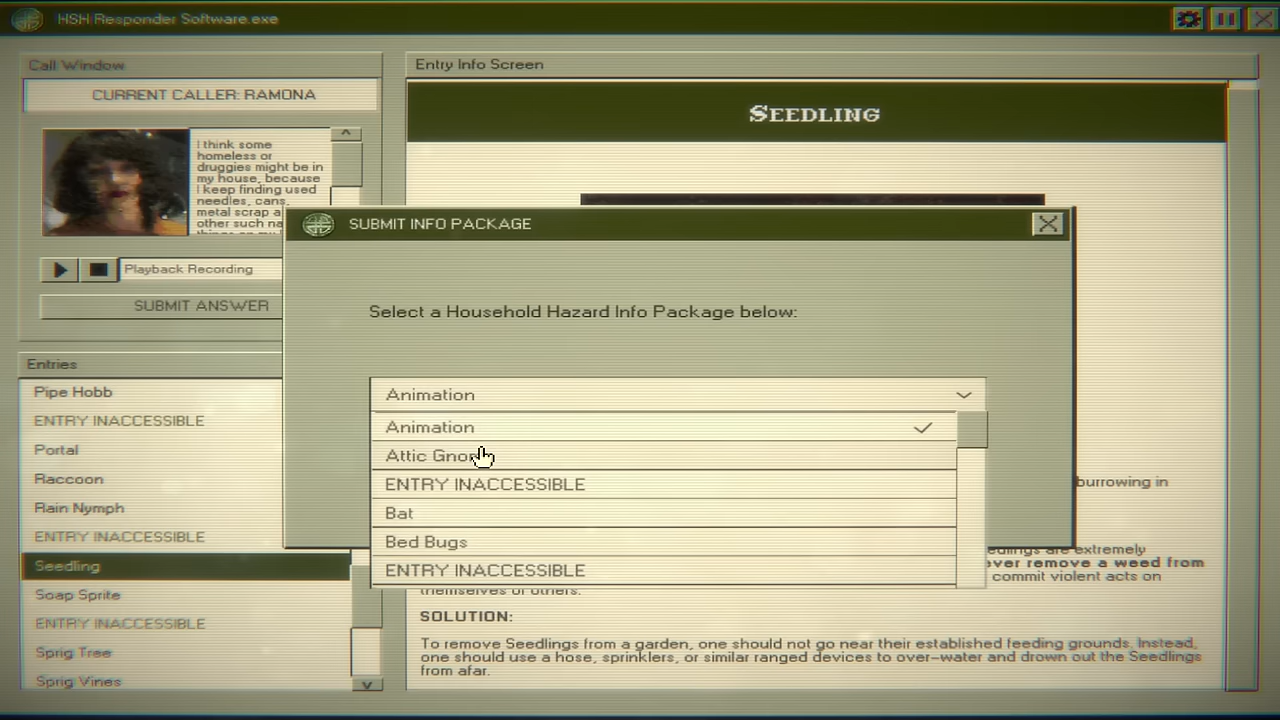 HSH Responder Software.exe
Call Window
CURRENT CALLER: RAMONA
I think some
homeless or
druggies might be in
my house, because
I keep finding used
needles, cans,
metal scrap a
other such na
Playback Recording
SUBMIT ANSWER
Entries
Pipe Hobb
ENTRY INACCESSIBLE
Portal
Raccoon
Rain Nymph
ENTRY INACCESSIBLE
Seedling
Soap Sprite
ENTRY INACCESSIBLE
Sprig Tree
Sprig Vines
Entry Info Screen
SEEDLING
SUBMIT INFO PACKAGE
Select a Household Hazard Info Package below:
Animation
Animation
Attic Gnom
ENTRY INACCESSIBLE
Bat
Bed Bugs
ENTRY INACCESSIBLE
burrowing in
edlings are extremely
over remove a weed from
commit violent acts on
themselves or others.
SOLUTION:
To remove Seedlings from a garden, one should not go near their established feeding grounds. Instead,
one should use a hose, sprinklers, or similar ranged devices to over-water and drown out the Seedlings
from afar.